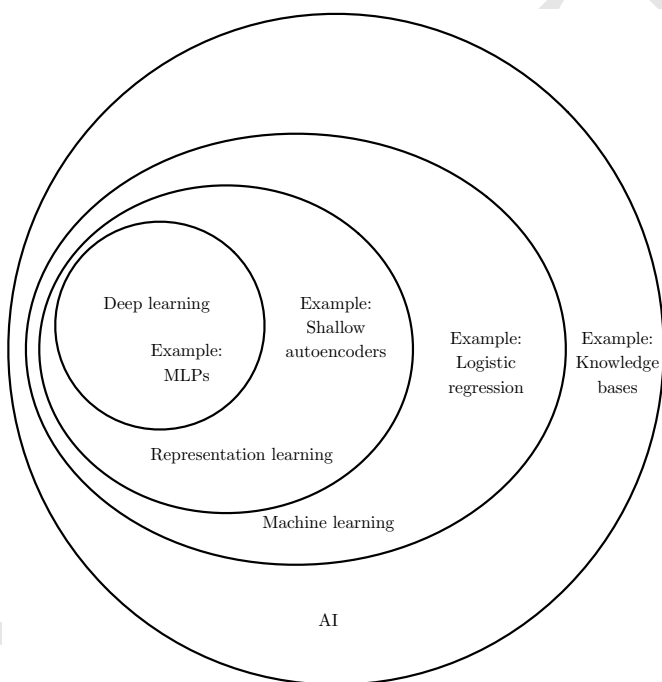 Deep learning
Example:
MLPs
Example:
Shallow
autoencoders
Example:
Logistic
regression
Example:
Knowledge
bases
Representation learning
Machine learning
AI